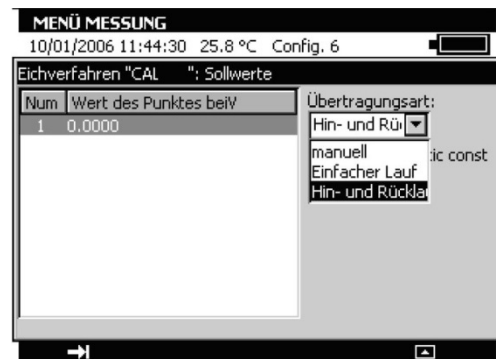 MENÜ MESSUNG
10/01/2006 11:44:30 25.8 °C Config. 6
Eichverfahren "CAL ": Sollwerte
Num Wert des Punktes beiV
1 0.0000
Übertragungsart:
Hin- und Rü
manuell
Einfacher Lauf
Hin- und Rückla
ic const